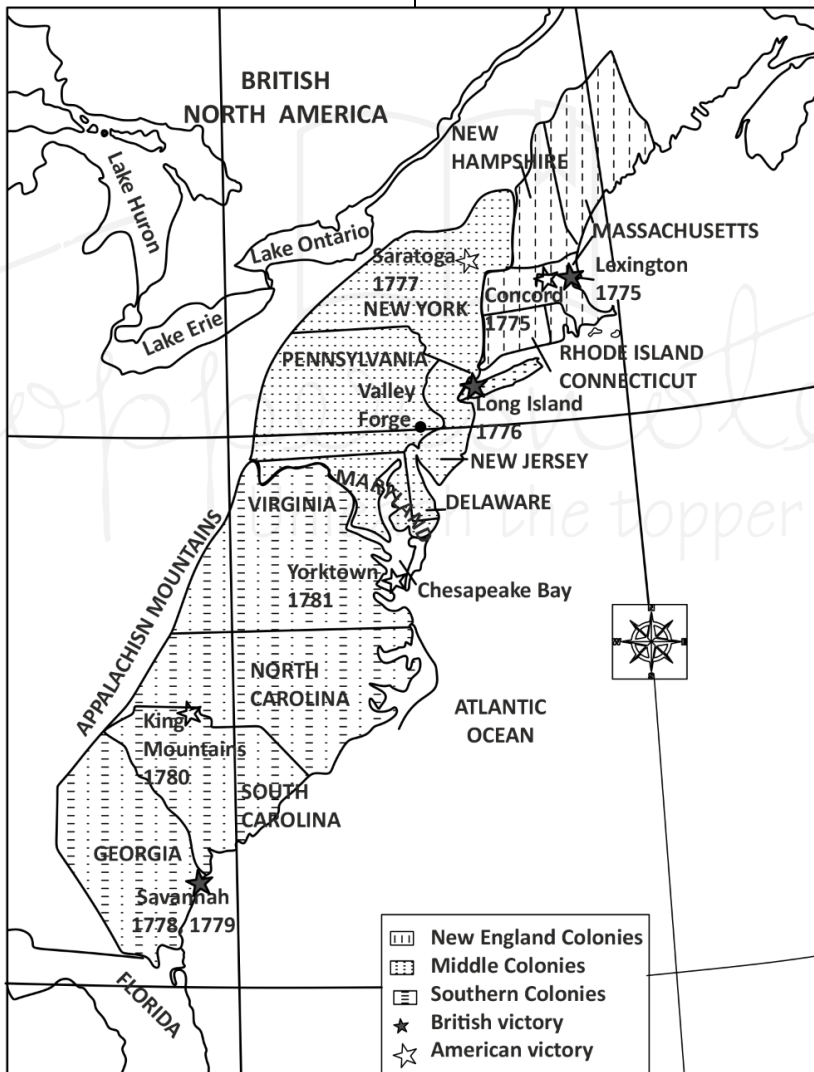 BRITISH
NORTH AMERICA
NEW
HAMPSHIRE
Lake Huron
MASSACHUSETTS
Lake Ontario
Saratoga
1777
Lexington
1775
Concord
1775
NEW YORK
Lake Erie
PENNSYLVANIA
RHODE ISLAND
CONNECTICUT
Valley
Forge
Long Island
1776
NEW JERSEY
MARYLAND
VIRGINIA
DELAWARE
the topper
APPALACHISN MOUNTAINS
Yorktown
1781
Chesapeake Bay
NORTH
CAROLINA
ATLANTIC
OCEAN
King
Mountains
1780
SOUTH
CAROLINA
GEORGIA
Savannah
1778, 1779
FLORIDA
New England Colonies
Middle Colonies
Southern Colonies
British victory
American victory